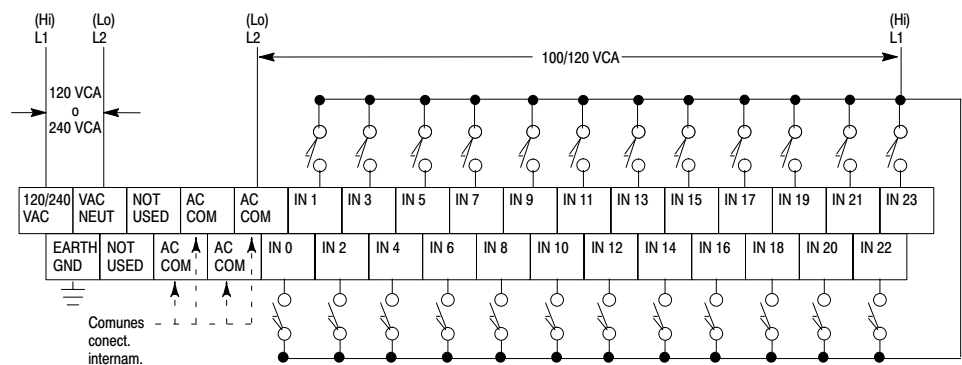 (Hi) (Lo) (Lo) (Hi)
L1 L2 L2 L1
100/120 VCA
120 VCA
o
240 VCA
120/240 VAC NOT AC AC IN 1 IN 3 IN 5 IN 7 IN 9 IN 11 IN 13 IN 15 IN 17 IN 19 IN 21 IN 23
VAC NEUT USED COM COM
EARTH NOT AC AC IN 0 IN 2 IN 4 IN 6 IN 8 IN 10 IN 12 IN 14 IN 16 IN 18 IN 20 IN 22
GND USED COM COM
Comunes
conect.
internam.